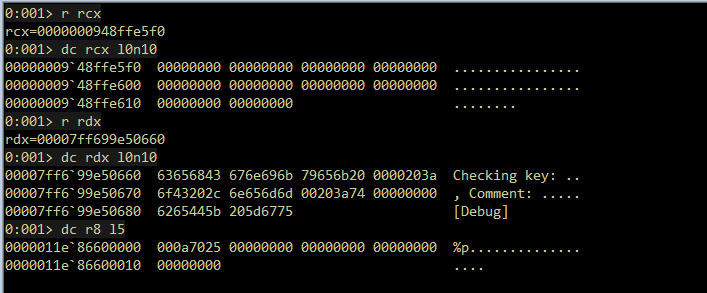 0:001> r rcx
rcx=0000000948ffe5f0
0:001> dc rcx l0n10
00000009`48ffe5f0  00000000 00000000 00000000 00000000  ................
00000009`48ffe600  00000000 00000000 00000000 00000000  ................
00000009`48ffe610  00000000 00000000                    ........
0:001> r rdx
rdx=00007ff699e50660
0:001> dc rdx l0n10
00007ff6`99e50660  63656843 676e696b 79656b20 0000203a  Checking key: ..
00007ff6`99e50670  6f43202c 6e656d6d 00203a74 00000000  , Comment: .....
00007ff6`99e50680  6265445b 205d6775                    [Debug]
0:001> dc r8 l5
0000011e`86600000  000a7025 00000000 00000000 00000000  %p..............
0000011e`86600010  00000000                             ....